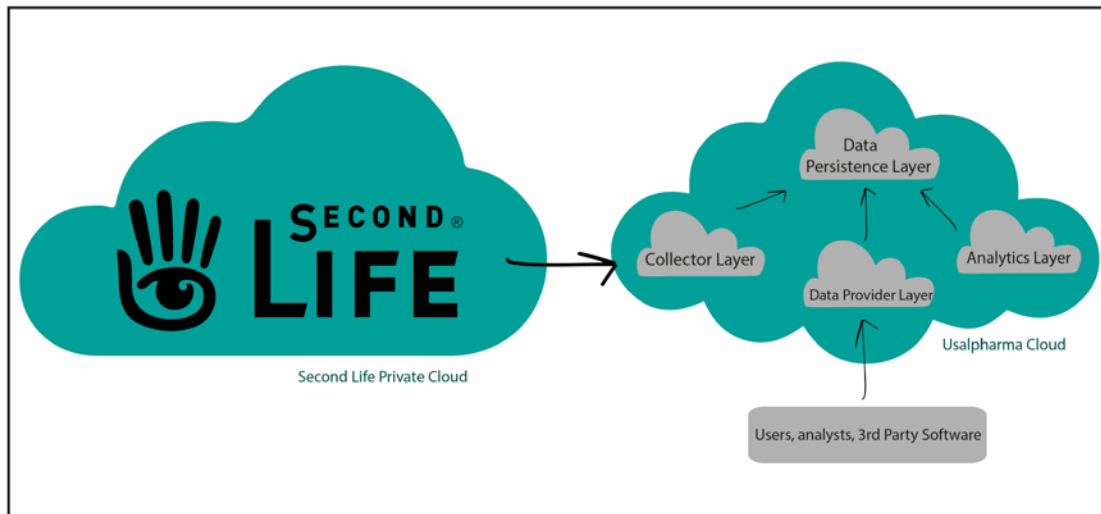 SECOND®
LIFE
Second Life Private Cloud
Data
Persistence Layer
Collector Layer
Data Provider Layer
Analytics Layer
Usalpharma Cloud
Users, analysts, 3rd Party Software